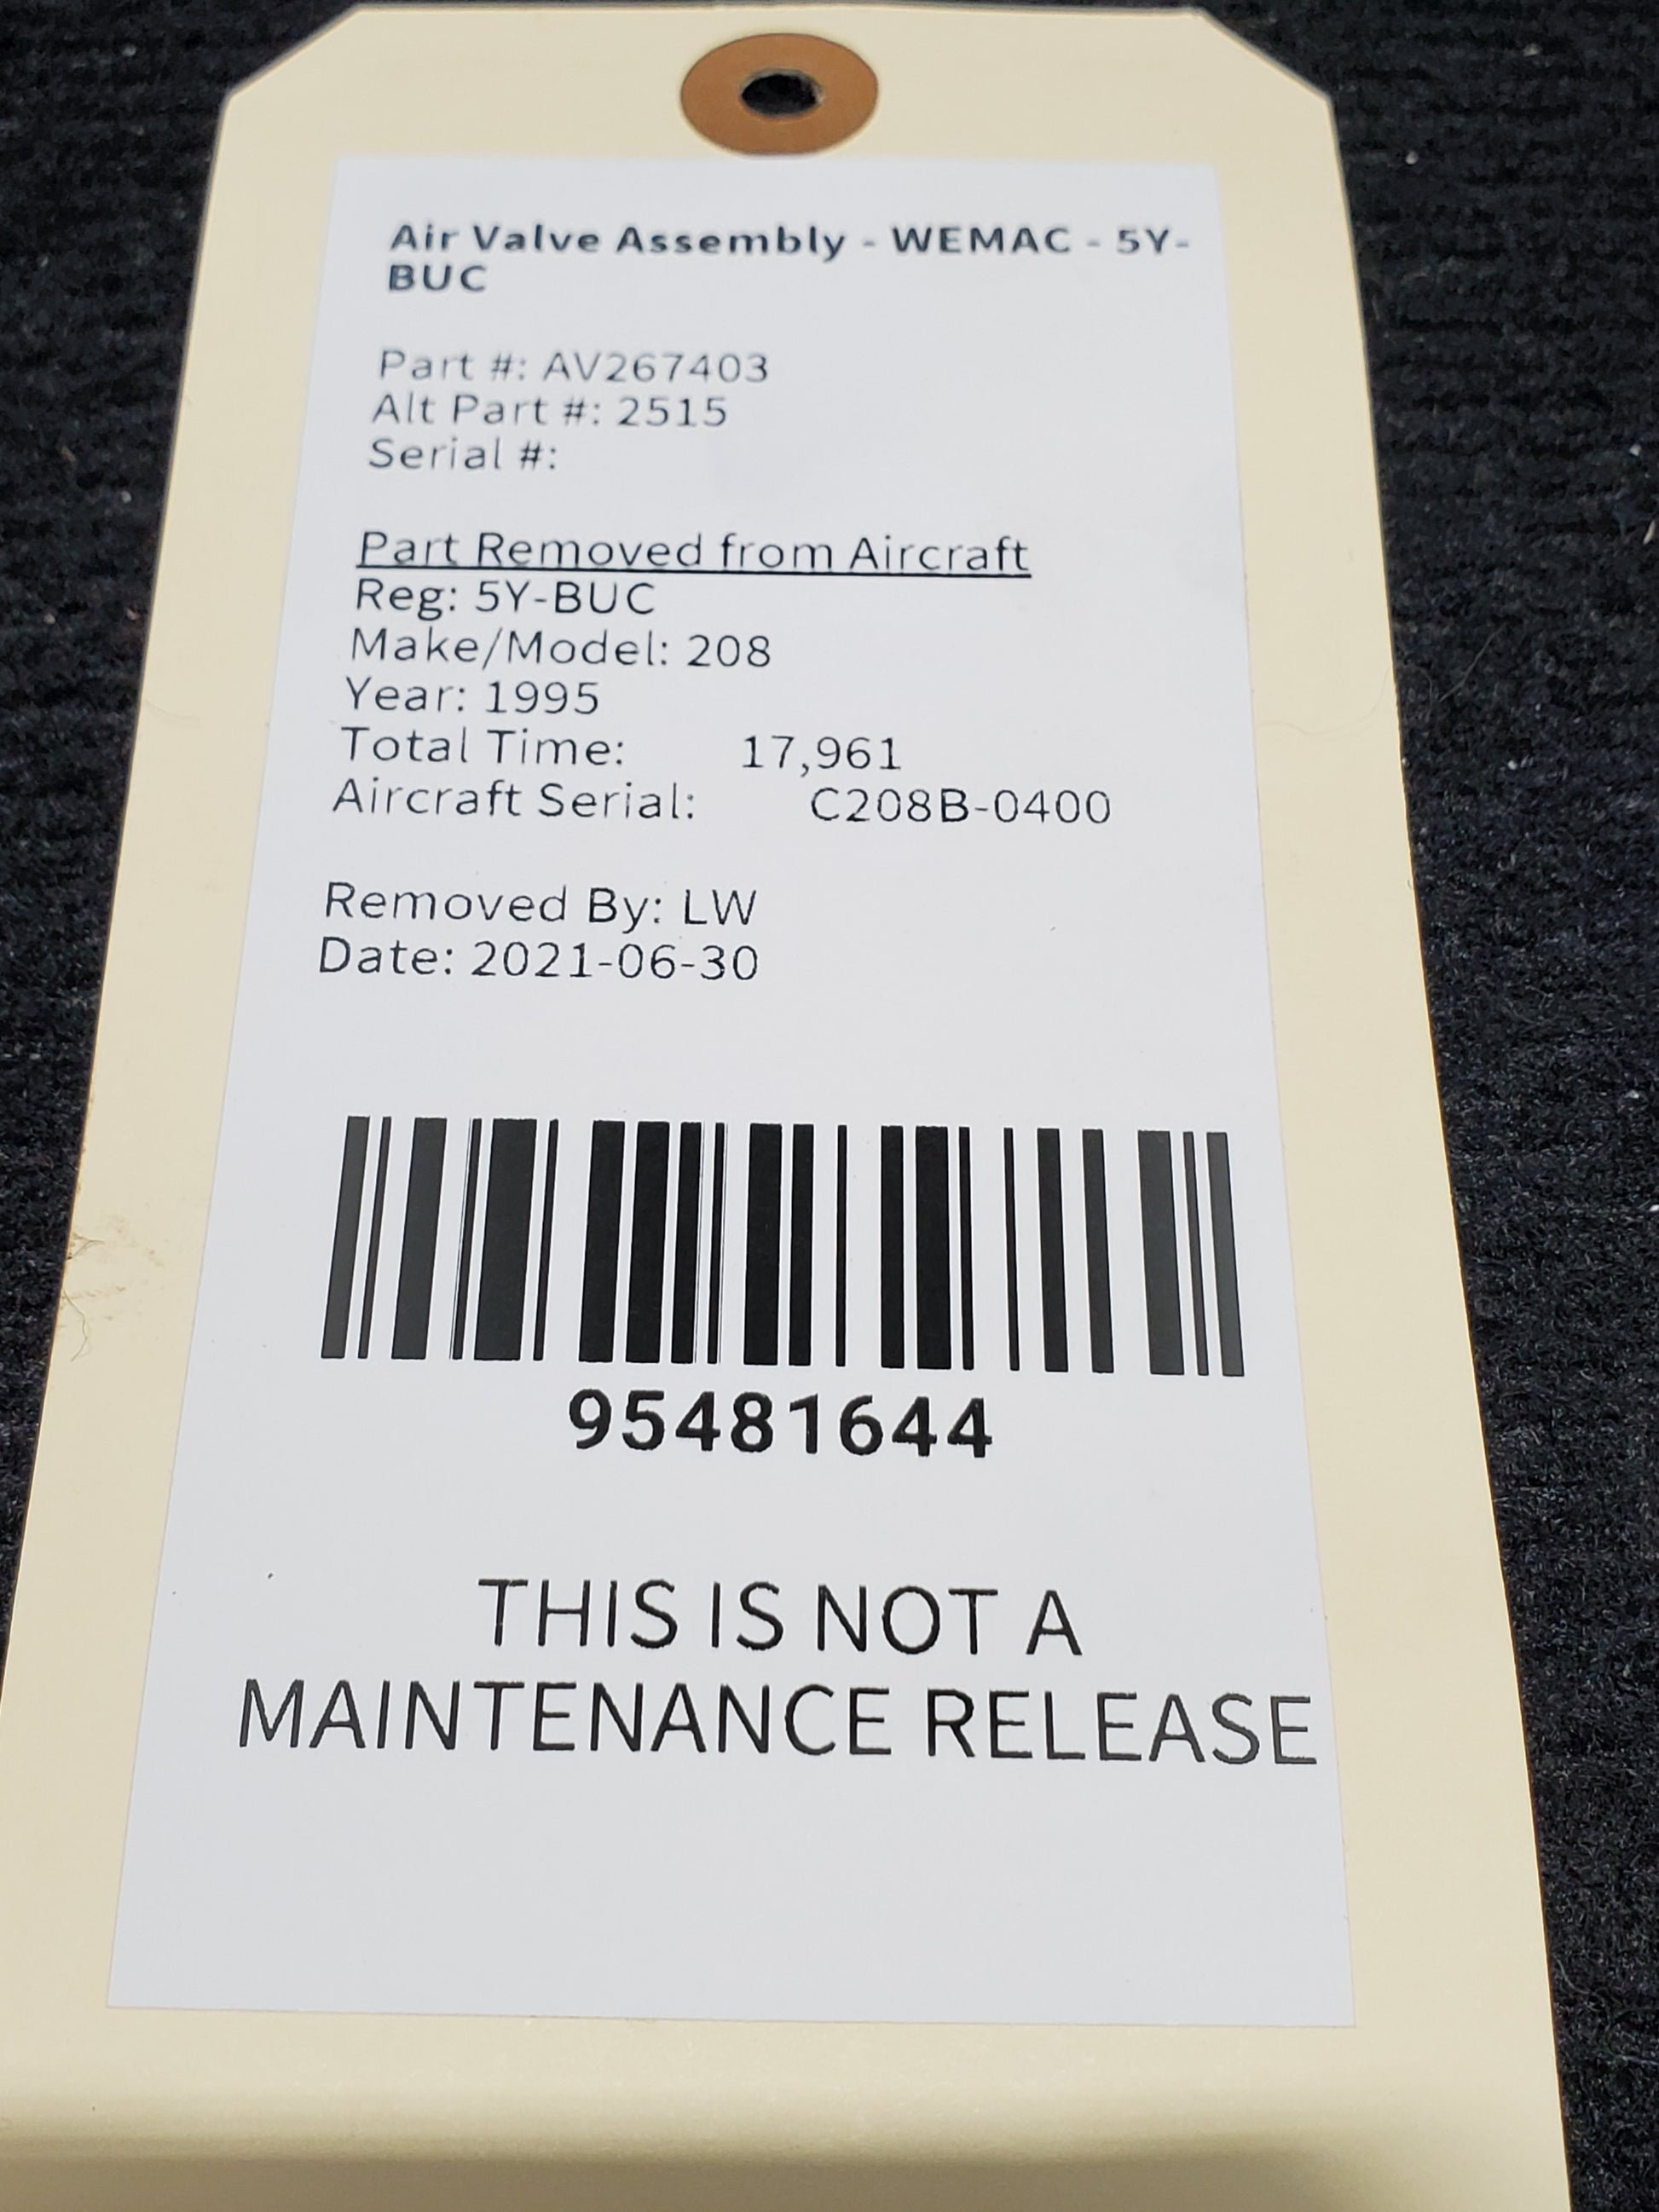 Air Valve Assembly - WEMAC - 5Y-
BUC
Part #: AV267403
Alt Part #: 2515
Serial #:
Part Removed from Aircraft
Reg: 5Y-BUC
Make/Model: 208
Year: 1995
Total Time: 17,961
Aircraft Serial: C208B-0400
Removed By: LW
Date: 2021-06-30
95481644
THIS IS NOT A
MAINTENANCE RELEASE